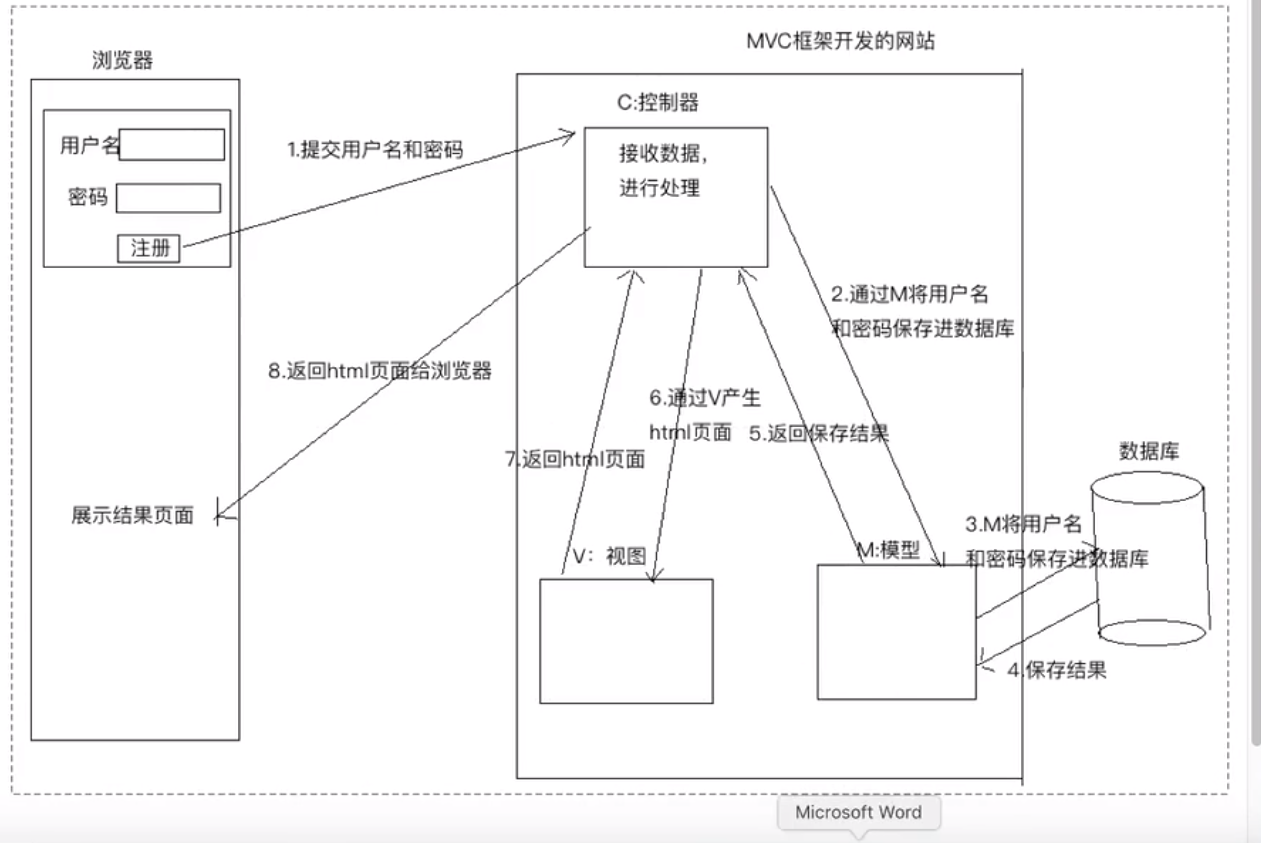 MVC框架开发的网站
浏览器
C:控制器
用户名
密码
注册
1.提交用户名和密码
接收数据，
进行处理
2.通过M将用户名
和密码保存进数据库
8.返回html页面给浏览器
6.通过V产生
html页面
5.返回保存结果
7.返回html页面
数据库
展示结果页面
3.M将用户名
和密码保存进数据库
V：视图
M:模型
4.保存结果
Microsoft Word